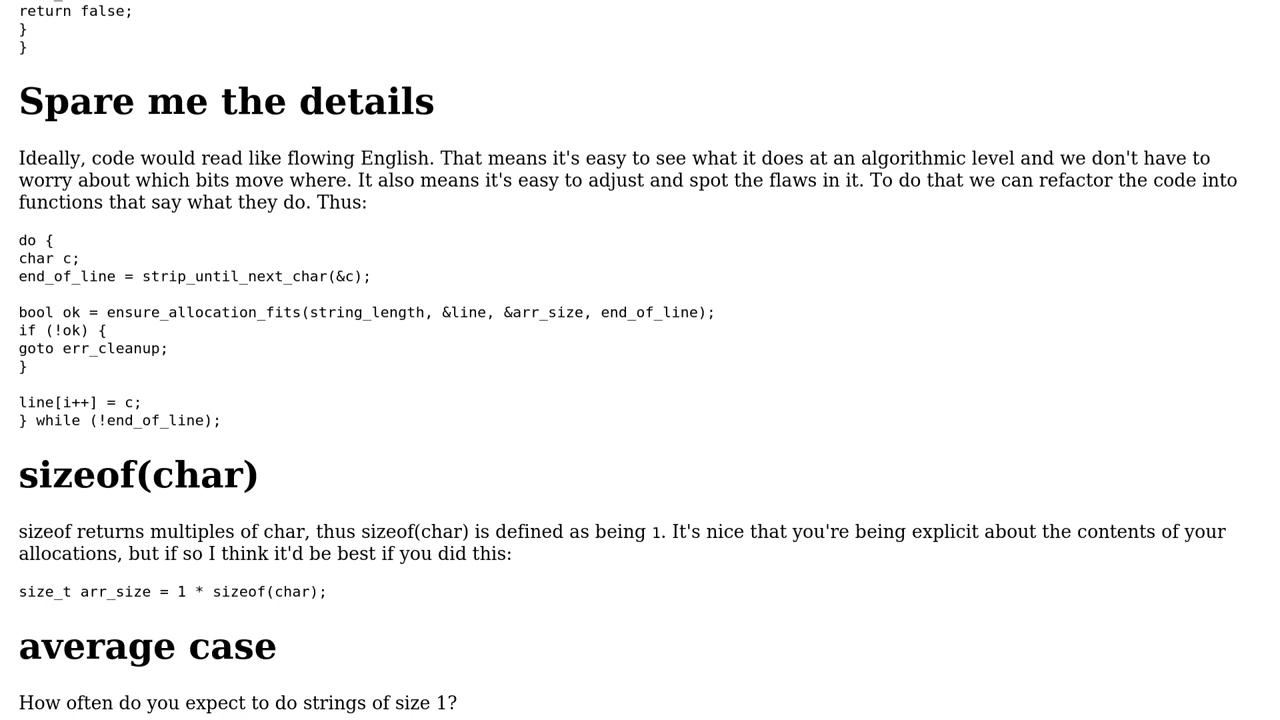 return false;
}
}
Spare me the details
Ideally, code would read like flowing English. That means it's easy to see what it does at an algorithmic level and we don't have to
worry about which bits move where. It also means it's easy to adjust and spot the flaws in it. To do that we can refactor the code into
functions that say what they do. Thus:
do {
char c;
end_of_line = strip_until_next_char(&c);
bool ok = ensure_allocation_fits(string_length, &line, &arr_size, end_of_line);
if (!ok) {
goto err_cleanup;
}
line[i++] = c;
} while (!end_of_line);
sizeof(char)
sizeof returns multiples of char, thus sizeof(char) is defined as being 1. It's nice that you're being explicit about the contents of your
allocations, but if so I think it'd be best if you did this:
size_t arr_size = 1 * sizeof(char);
average case
How often do you expect to do strings of size 1?